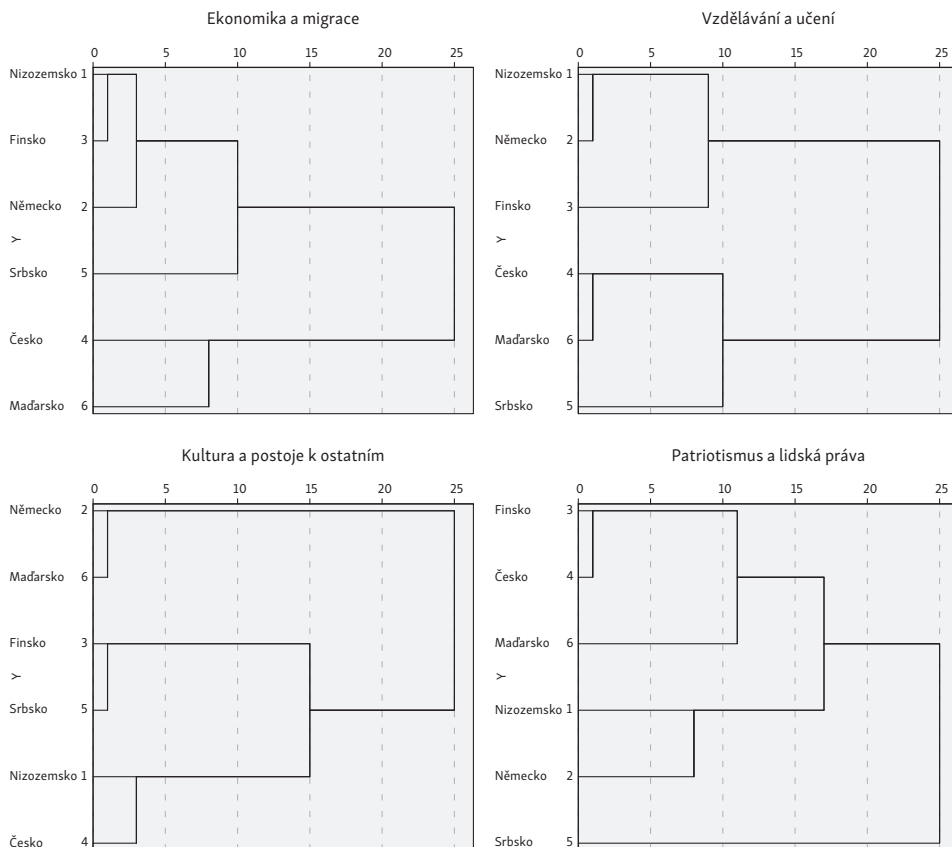 Ekonomika a migrace
0 5 10 15 20 25
Nizozemsko 1
Finsko 3
Německo 2
Y
Srbsko 5
Česko 4
Maďarsko 6
Vzdělávání a učení
0 5 10 15 20 25
Nizozemsko 1
Německo 2
Finsko 3
Y
Česko 4
Maďarsko 6
Srbsko 5
Kultura a postoje k ostatním
0 5 10 15 20 25
Německo 2
Maďarsko 6
Finsko 3
Y
Srbsko 5
Nizozemsko 1
Česko 4
Patriotismus a lidská práva
0 5 10 15 20 25
Finsko 3
Česko 4
Maďarsko 6
Y
Nizozemsko 1
Německo 2
Srbsko 5